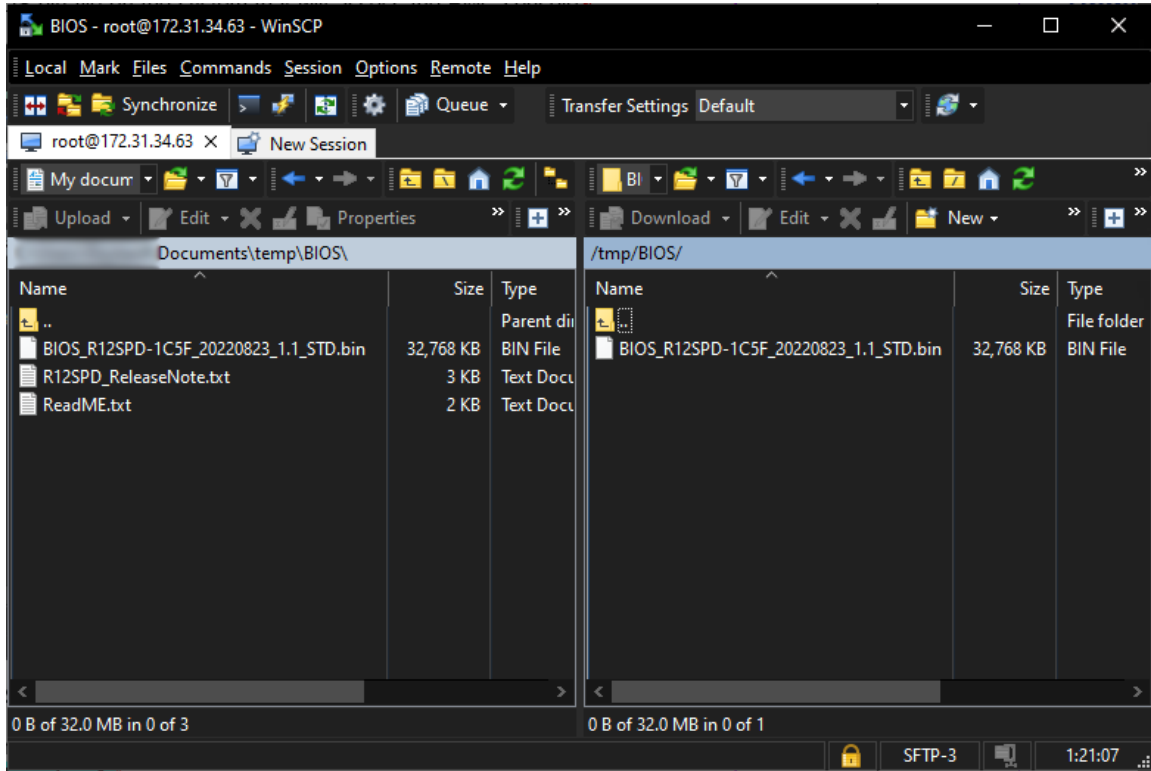 BIOS - root@172.31.34.63 - WinSCP
Local Mark Files Commands Session Options Remote Help
Synchronize Queue Transfer Settings Default
root@172.31.34.63 New Session
My docum BI
Upload Edit Properties » » Download Edit New » »
Documents\temp\BIOS\ /tmp/BIOS/
Name Size Type Name Size Type
.. Parent dir .. File folder
BIOS_R12SPD-1C5F_20220823_1.1_STD.bin 32,768 KB BIN File BIOS_R12SPD-1C5F_20220823_1.1_STD.bin 32,768 KB BIN File
R12SPD_ReleaseNote.txt 3 KB Text Docu
ReadME.txt 2 KB Text Docu
0 B of 32.0 MB in 0 of 3 0 B of 32.0 MB in 0 of 1
SFTP-3 1:21:07